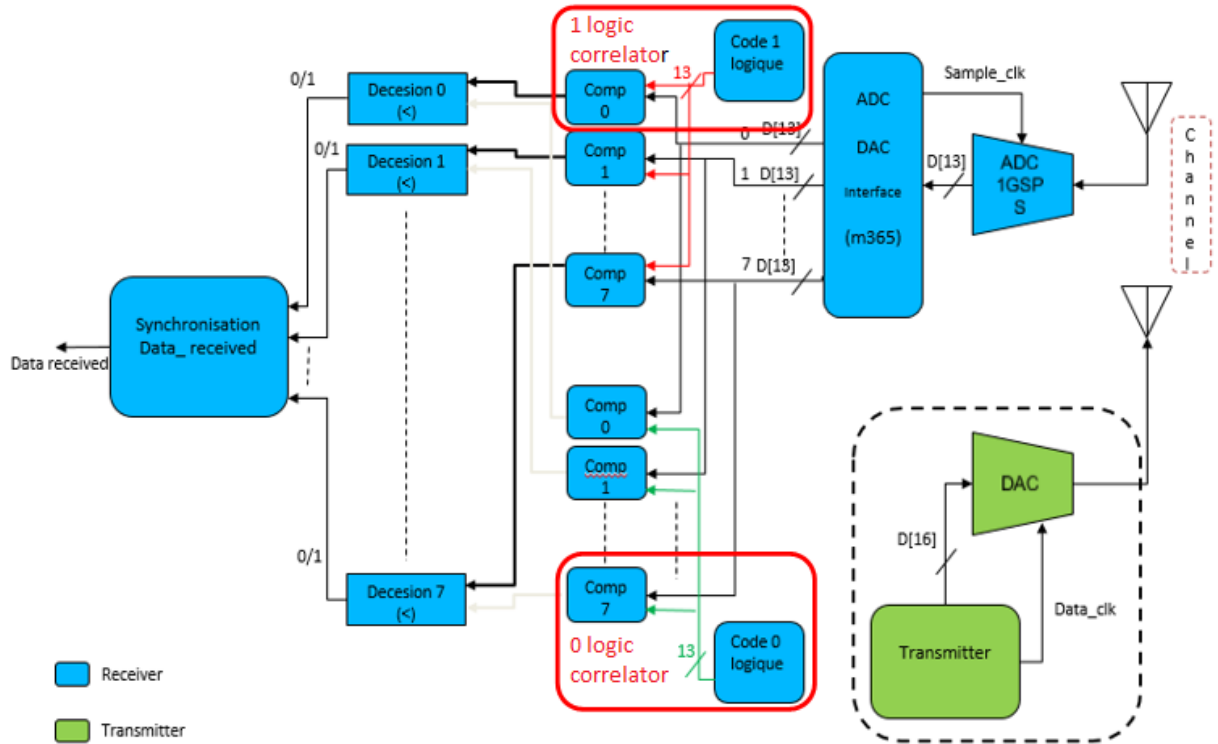 1 logic
correlator
Code 1
logique
13
Comp
0
0/1
Decesion 0
(<)
ADC
DAC
Interface
(m365)
Sample_clk
C
h
a
n
n
e
l
0 D[13]
0/1
Decesion 1
(<)
Comp
1
1 D[13]
D[13]
ADC
1GSP
S
Comp
7
7 D[13]
Synchronisation
Data_ received
Data received
Comp
0
Comp
1
DAC
D[16]
0/1
Decesion 7
(<)
Comp
7
Data_clk
0 logic
correlator
13
Code 0
logique
Transmitter
Receiver
Transmitter